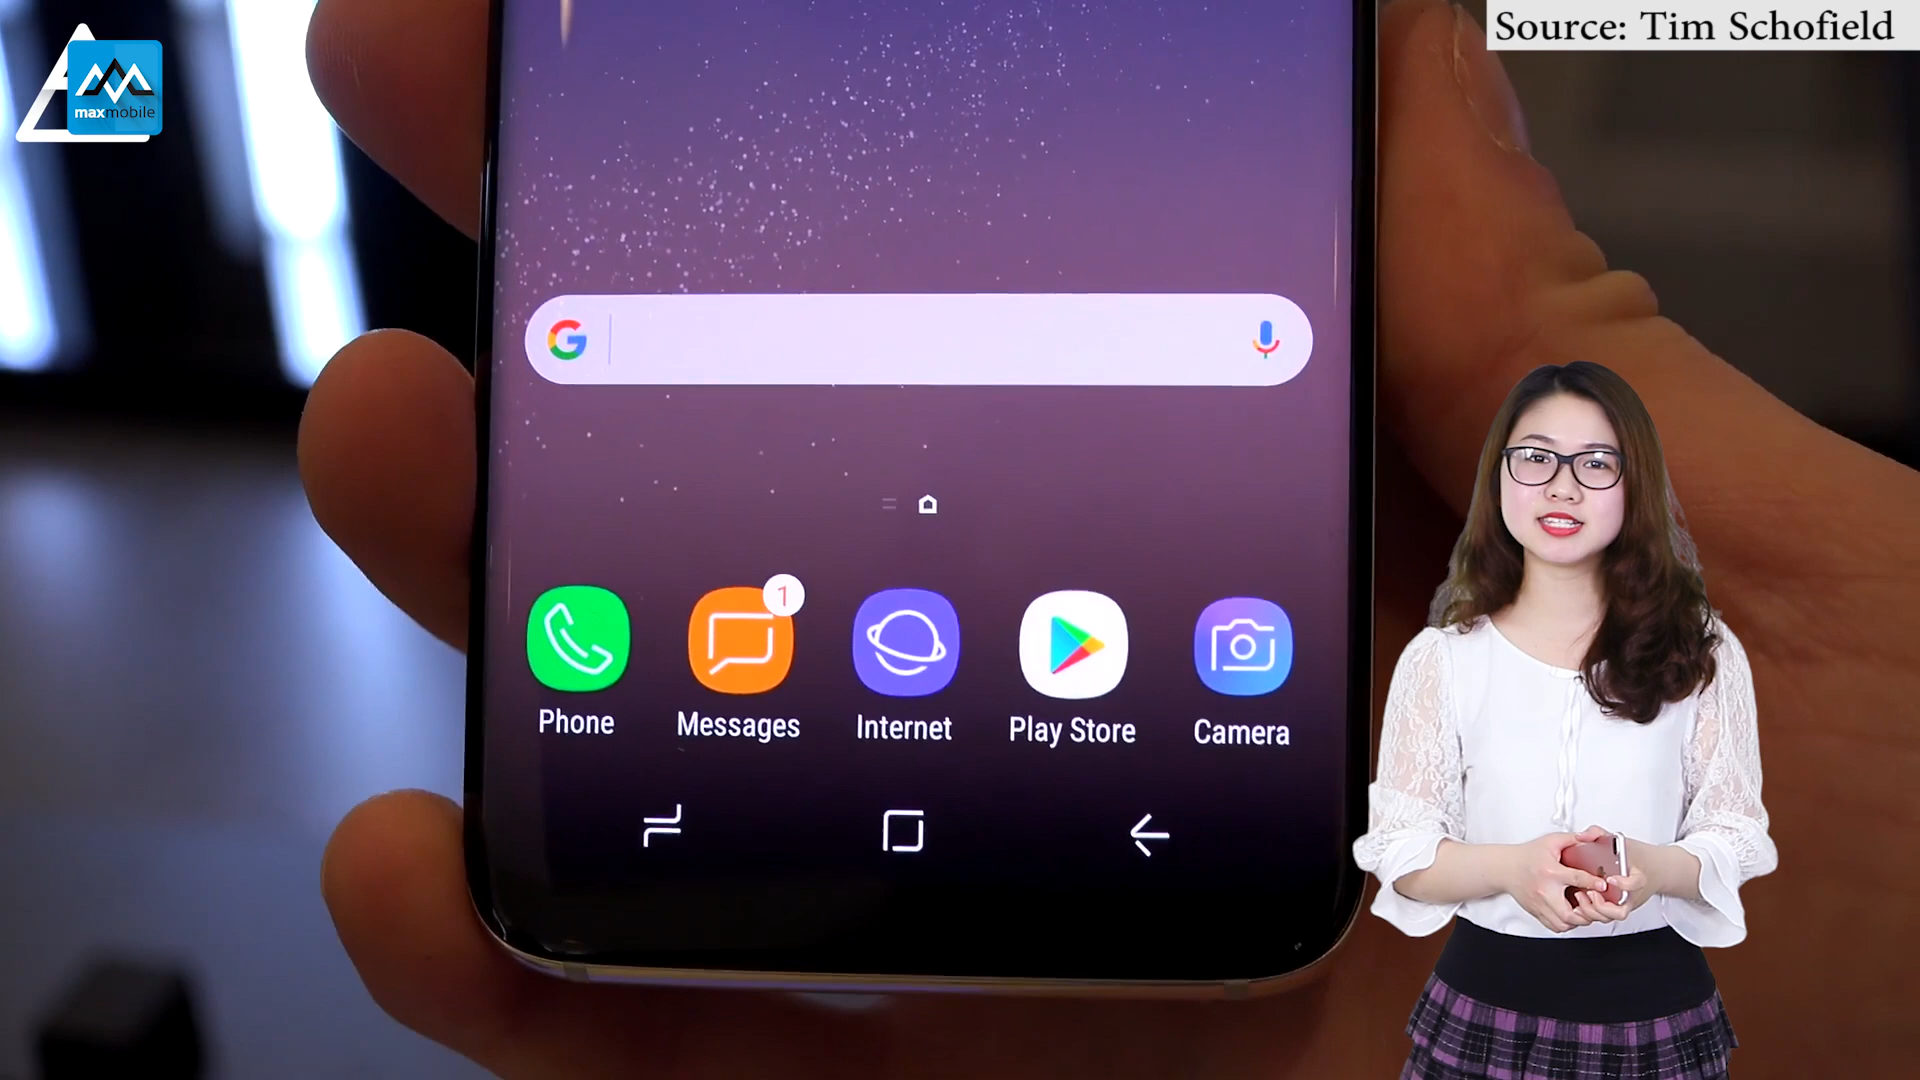 Source: Tim Schofield
maxmobile
1
Phone
Messages
Internet
Play Store
Camera